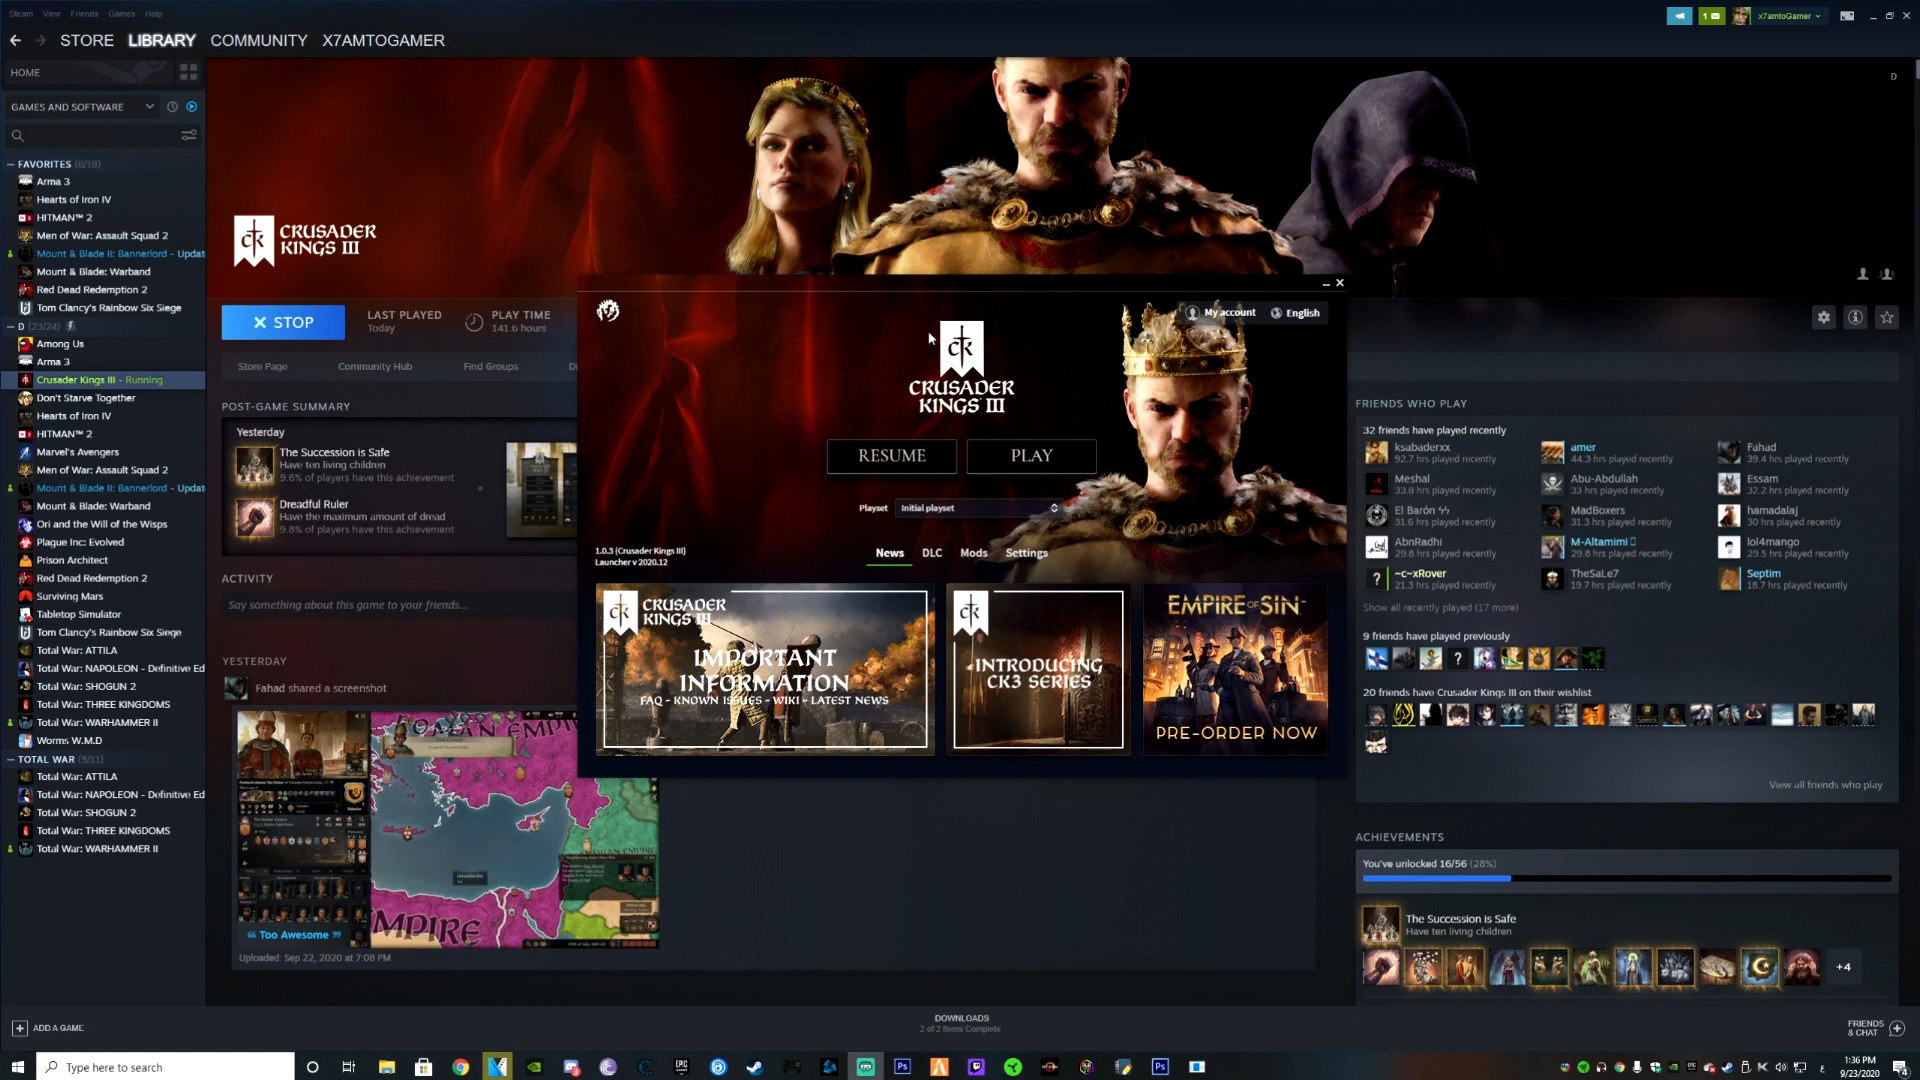 Steam View Friends Games Help
1
x7amtoGamer
STORE LIBRARY COMMUNITY X7AMTOGAMER
HOME
GAMES AND SOFTWARE
FAVORITES (8/18)
Arma 3
Hearts of Iron IV
HITMAN™ 2
Men of War: Assault Squad 2
Mount & Blade II: Bannerlord - Updat
Mount & Blade: Warband
Red Dead Redemption 2
Tom Clancy's Rainbow Six Siege
D (23/24)
Among Us
Arma 3
Crusader Kings III - Running
Don't Starve Together
Hearts of Iron IV
HITMAN™ 2
Marvel's Avengers
Men of War: Assault Squad 2
Mount & Blade II: Bannerlord - Updat
Mount & Blade: Warband
Ori and the Will of the Wisps
Plague Inc: Evolved
Prison Architect
Red Dead Redemption 2
Surviving Mars
Tabletop Simulator
Tom Clancy's Rainbow Six Siege
Total War: ATTILA
Total War: NAPOLEON - Definitive Ed
Total War: SHOGUN 2
Total War: THREE KINGDOMS
Total War: WARHAMMER II
Worms W.M.D
TOTAL WAR (5/11)
Total War: ATTILA
Total War: NAPOLEON - Definitive Ed
Total War: SHOGUN 2
Total War: THREE KINGDOMS
Total War: WARHAMMER II
ADD A GAME
D
CRUSADER
KINGS III
STOP
LAST PLAYED
Today
PLAY TIME
141.6 hours
Store Page Community Hub Find Groups Di
POST-GAME SUMMARY
Yesterday
The Succession is Safe
Have ten living children
9.6% of players have this achievement
Dreadful Ruler
Have the maximum amount of dread
9.8% of players have this achievement
ACTIVITY
Say something about this game to your friends...
YESTERDAY
Fahad shared a screenshot
EMPIRE
Too Awesome
Uploaded: Sep 22, 2020 at 7:08 PM
My account English
CRUSADER
KINGS III
RESUME PLAY
Playset Initial playset
1.0.3 (Crusader Kings III)
Launcher v 2020.12
News DLC Mods Settings
CRUSADER
KINGS III
IMPORTANT
INFORMATION
FAQ - KNOWN ISSUES - WIKI - LATEST NEWS
INTRODUCING
CK3 SERIES
EMPIRE OF SIN
PRE-ORDER NOW
FRIENDS WHO PLAY
32 friends have played recently
ksabaderxx
92.7 hrs played recently
amer
44.3 hrs played recently
Fahad
39.4 hrs played recently
Meshal
33.8 hrs played recently
Abu-Abdullah
33 hrs played recently
Essam
32.2 hrs played recently
El Barón ϟϟ
31.6 hrs played recently
MadBoxers
31.3 hrs played recently
hamadalaj
30 hrs played recently
AbnRadhi
29.8 hrs played recently
M-Altamimi
29.8 hrs played recently
lol4mango
29.5 hrs played recently
~c~xRover
21.3 hrs played recently
TheSaLe7
19.7 hrs played recently
Septim
18.7 hrs played recently
Show all recently played (17 more)
9 friends have played previously
20 friends have Crusader Kings III on their wishlist
View all friends who play
ACHIEVEMENTS
You've unlocked 16/56 (28%)
The Succession is Safe
Have ten living children
+4
DOWNLOADS
2 of 2 Items Complete
FRIENDS
& CHAT
Type here to search
1:36 PM
9/23/2020